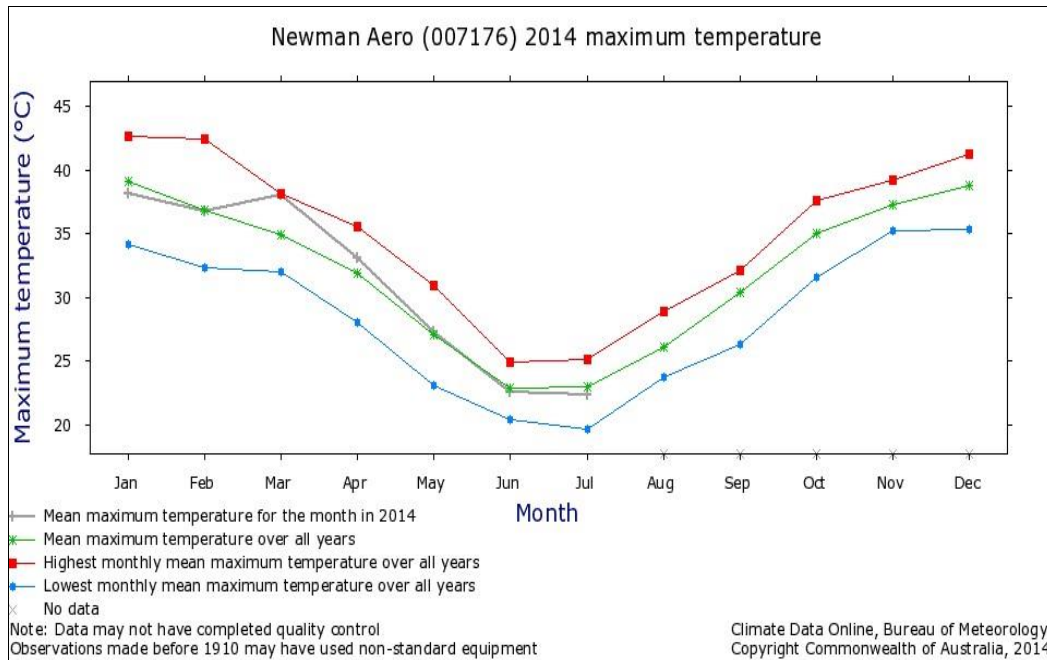 Newman Aero (007176) 2014 maximum temperature
Maximum temperature (°C)
45
40
35
30
25
20
Jan Feb Mar Apr May Jun Jul Aug Sep Oct Nov Dec
Month
Mean maximum temperature for the month in 2014
Mean maximum temperature over all years
Highest monthly mean maximum temperature over all years
Lowest monthly mean maximum temperature over all years
No data
Note: Data may not have completed quality control
Observations made before 1910 may have used non-standard equipment
Climate Data Online, Bureau of Meteorology
Copyright Commonwealth of Australia, 2014